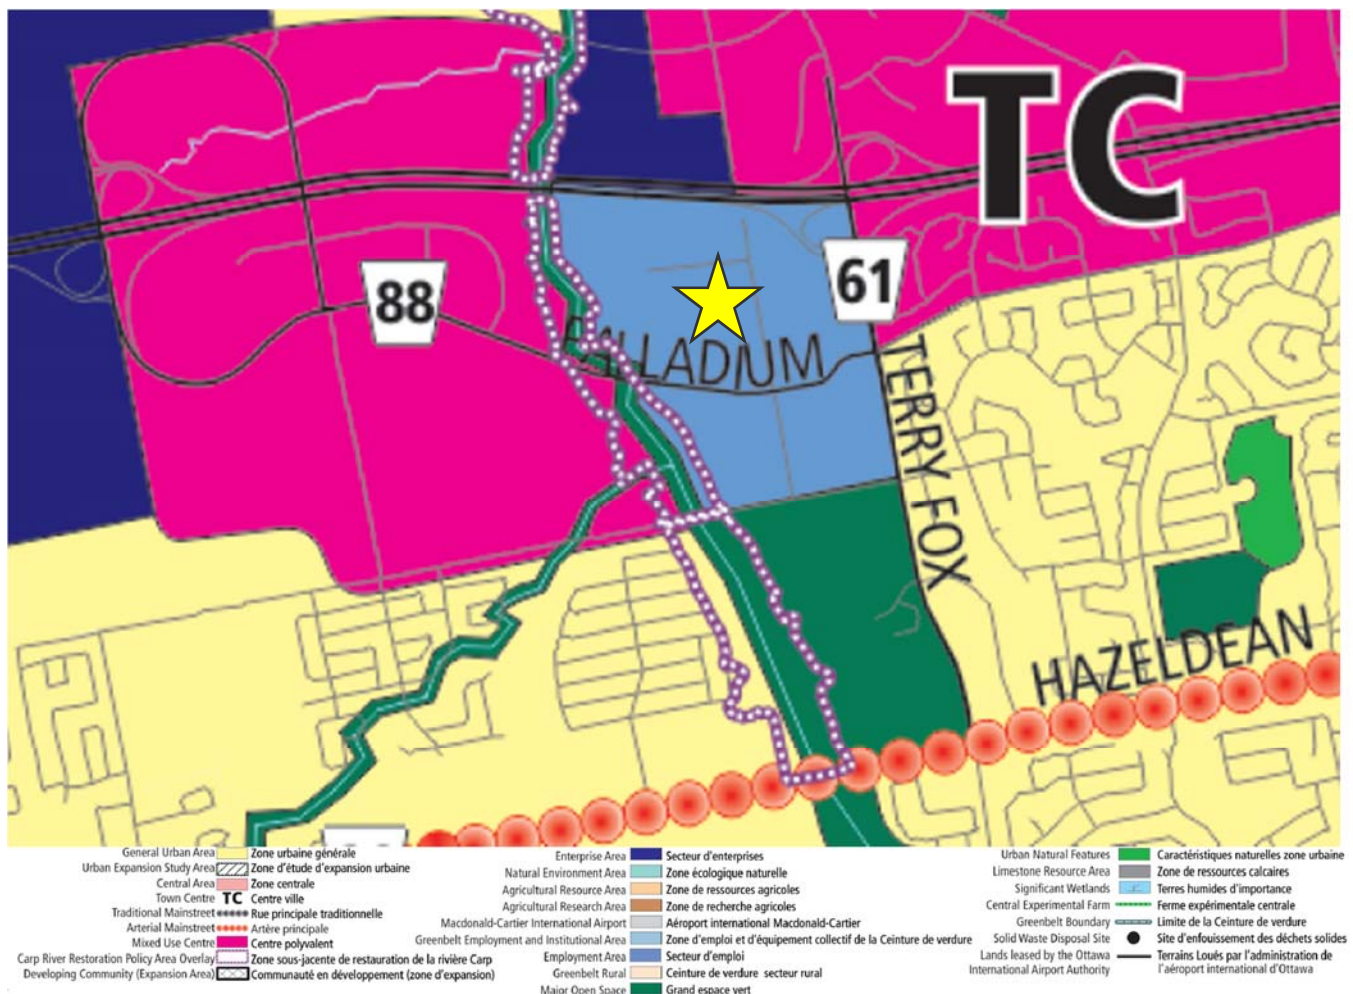 TC
88
61
PALLADIUM
TERRY FOX
HAZELDEAN
General Urban Area Zone urbaine générale
Urban Expansion Study Area Zone d'étude d'expansion urbaine
Central Area Zone centrale
Town Centre TC Centre ville
Traditional Mainstreet Rue principale traditionnelle
Arterial Mainstreet Artère principale
Mixed Use Centre Centre polyvalent
Carp River Restoration Policy Area Overlay Zone sous-jacente de restauration de la rivière Carp
Developing Community (Expansion Area) Communauté en développement (zone d'expansion)
Enterprise Area Secteur d'entreprises
Natural Environment Area Zone écologique naturelle
Agricultural Resource Area Zone de ressources agricoles
Agricultural Research Area Zone de recherche agricoles
Macdonald-Cartier International Airport Aéroport international Macdonald-Cartier
Greenbelt Employment and Institutional Area Zone d'emploi et d'équipement collectif de la Ceinture de verdure
Employment Area Secteur d'emploi
Greenbelt Rural Ceinture de verdure secteur rural
Major Open Space Grand espace vert
Urban Natural Features Caractéristiques naturelles zone urbaine
Limestone Resource Area Zone de ressources calcaires
Significant Wetlands Terres humides d'importance
Central Experimental Farm Ferme expérimentale centrale
Greenbelt Boundary Limite de la Ceinture de verdure
Solid Waste Disposal Site Site d'enfouissement des déchets solides
Lands leased by the Ottawa Terrains Loués par l'administration de
International Airport Authority l'aéroport international d'Ottawa